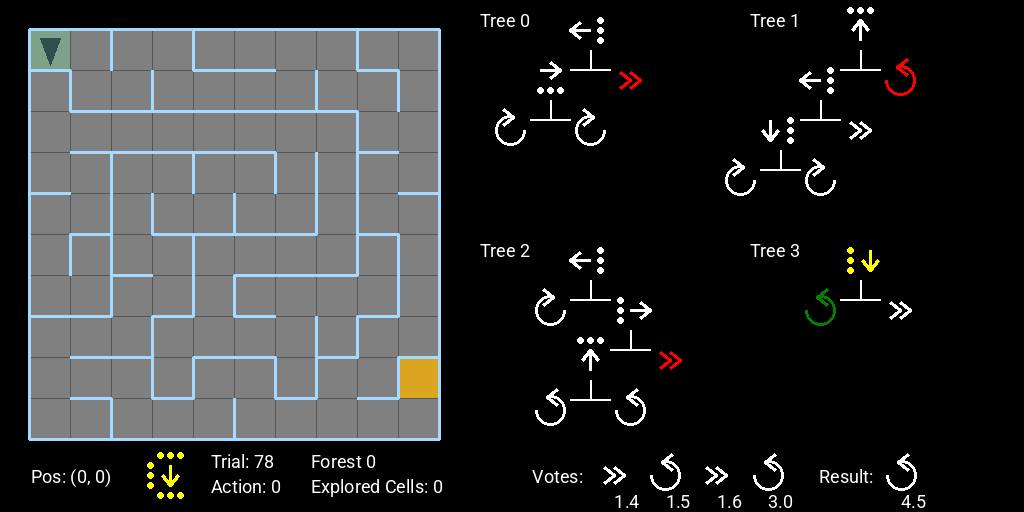 Tree 0
Tree 1
Tree 2
Tree 3
Pos: (0, 0)
Trial: 78
Forest 0
Action: 0
Explored Cells: 0
Votes:
1.4
1.5
1.6
3.0
Result:
4.5